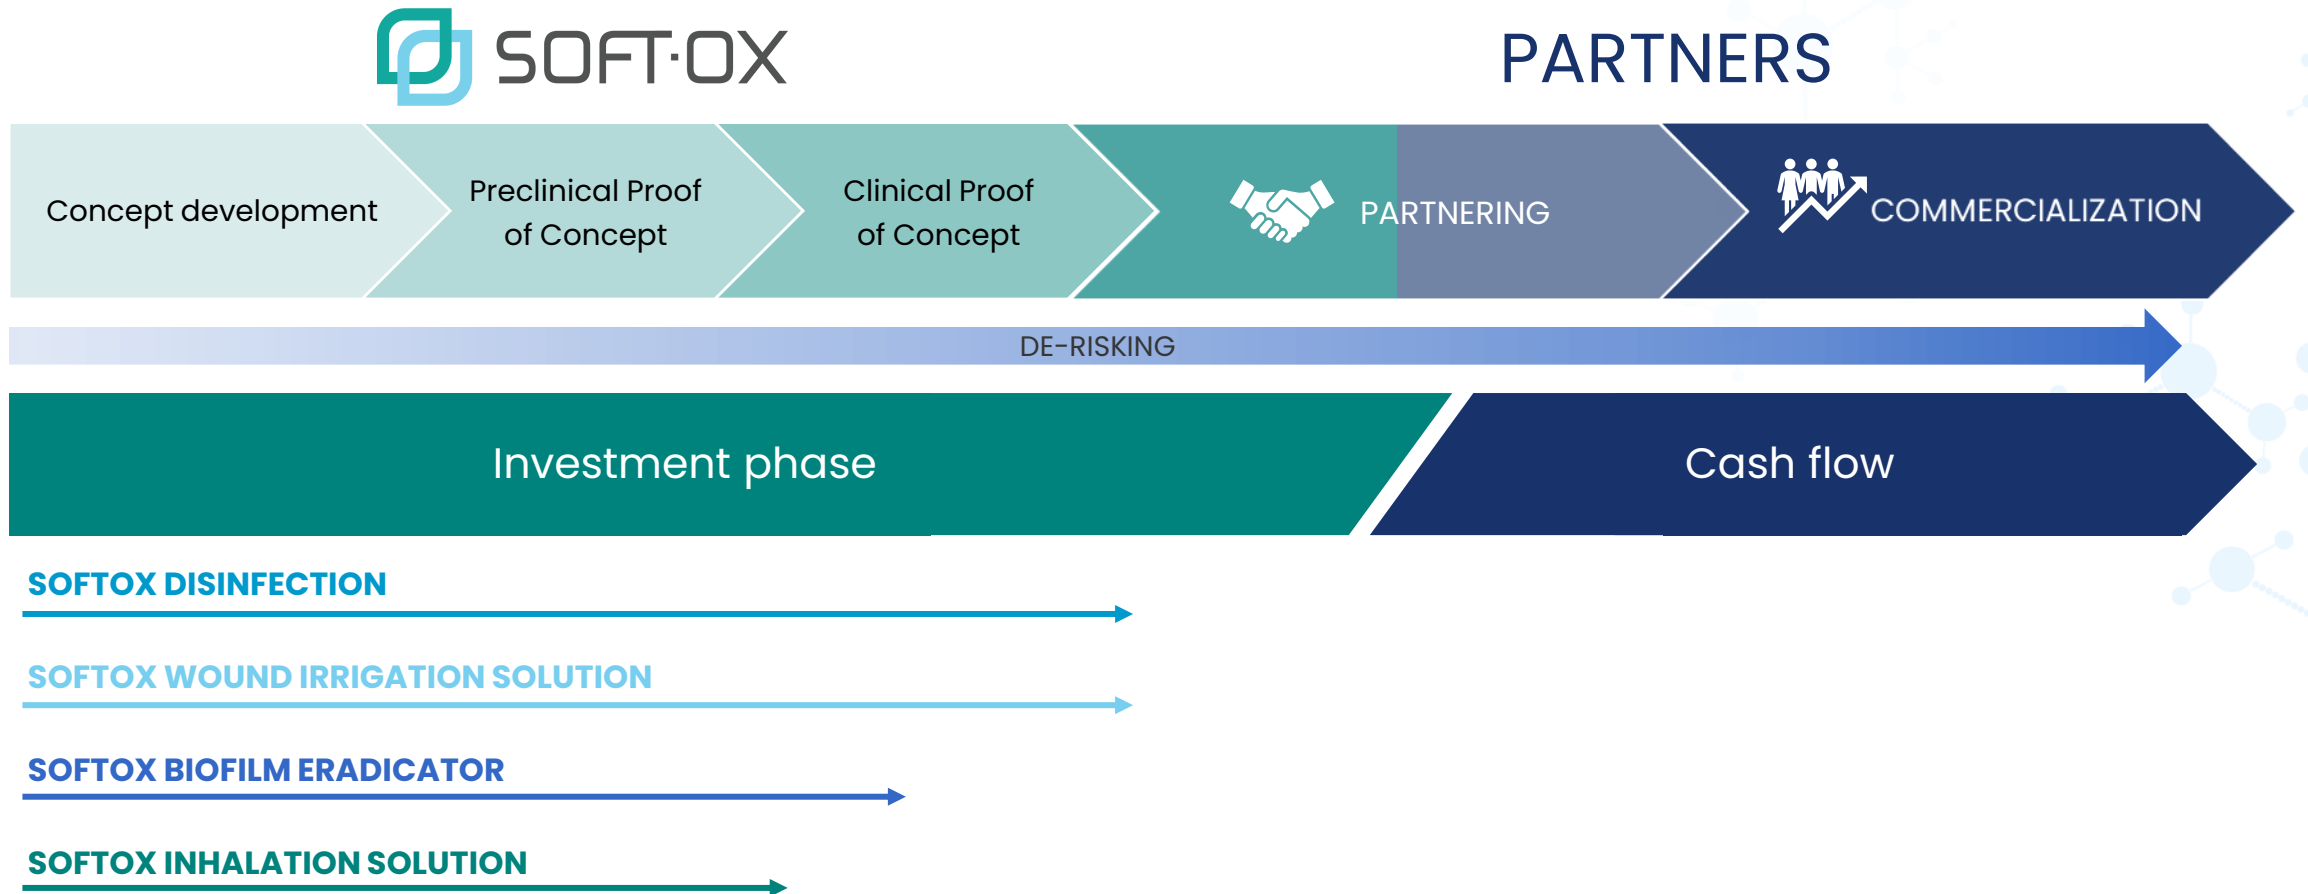 SOFT·OX
PARTNERS
Concept development
Preclinical Proof
of Concept
Clinical Proof
of Concept
PARTNERING
COMMERCIALIZATION
DE-RISKING
Investment phase
Cash flow
SOFTOX DISINFECTION
SOFTOX WOUND IRRIGATION SOLUTION
SOFTOX BIOFILM ERADICATOR
SOFTOX INHALATION SOLUTION